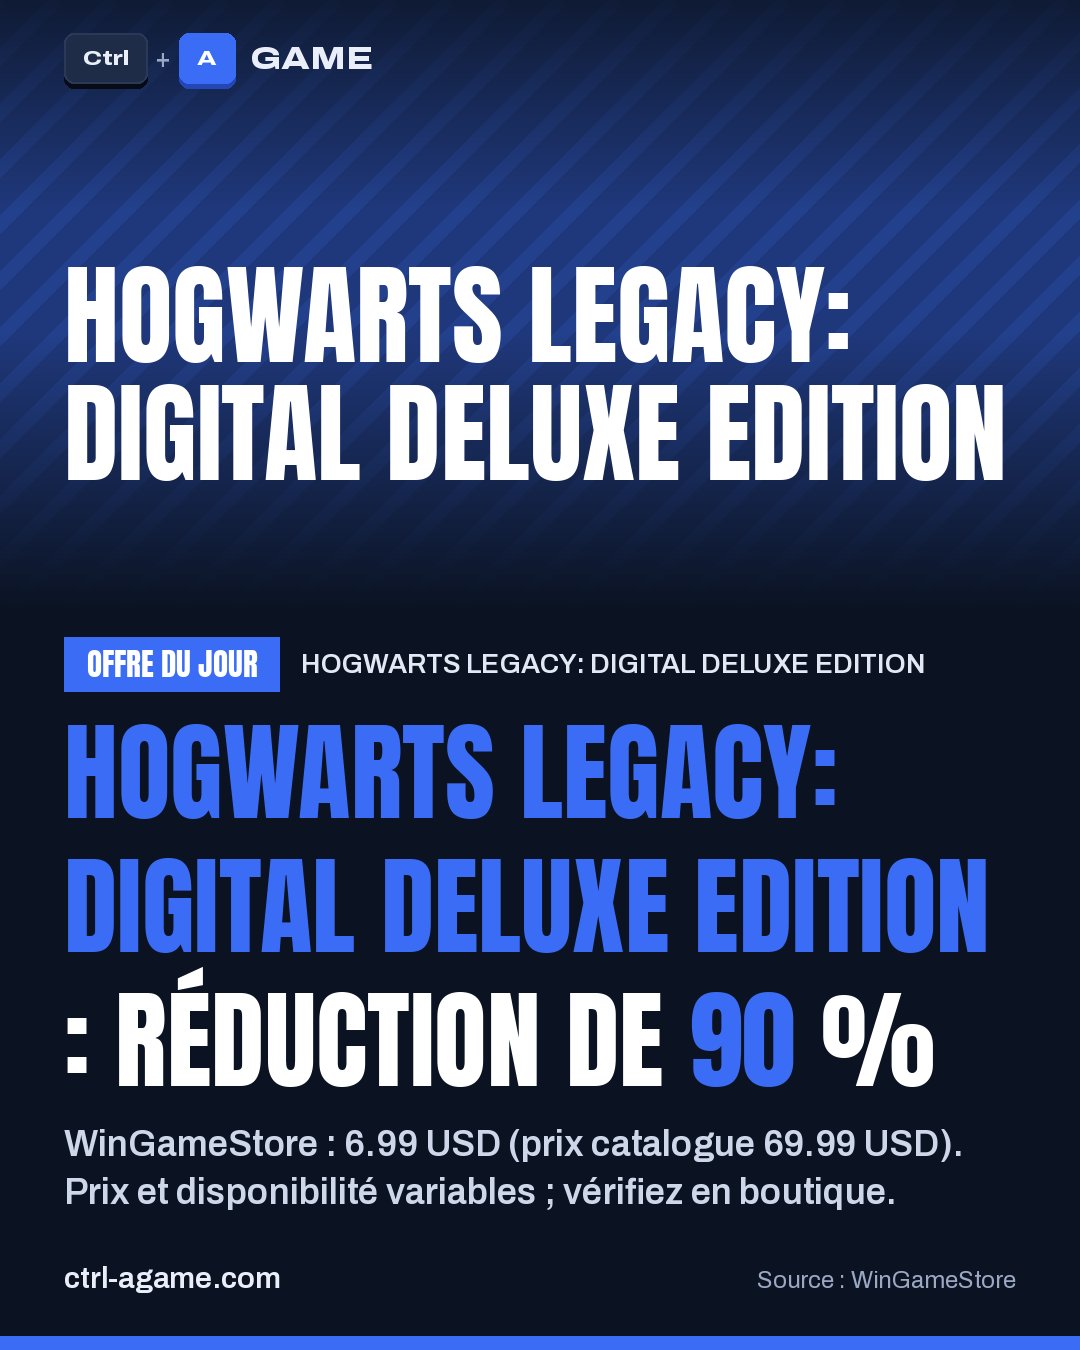 Ctrl + A GAME
HOGWARTS LEGACY:
DIGITAL DELUXE EDITION
OFFRE DU JOUR HOGWARTS LEGACY: DIGITAL DELUXE EDITION
HOGWARTS LEGACY:
DIGITAL DELUXE EDITION
: RÉDUCTION DE 90 %
WinGameStore : 6.99 USD (prix catalogue 69.99 USD).
Prix et disponibilité variables ; vérifiez en boutique.
ctrl-agame.com Source : WinGameStore